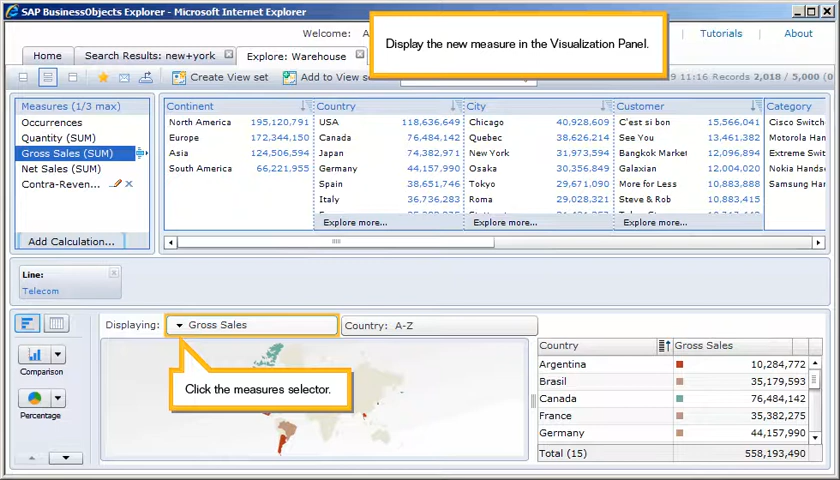 SAP BusinessObjects Explorer - Microsoft Internet Explorer
Display the new measure in the Visualization Panel.
Welcome:
Tutorials
About
Home
Search Results: new+york
Explore: Warehouse
Create View set
Add to View
11:16 Records 2,018 / 5,000
Measures (1/3 max)
Occurrences
Quantity (SUM)
Gross Sales (SUM)
Net Sales (SUM)
Contra-Reven...
Add Calculation...
Continent
North America 195,120,791
Europe 172,344,150
Asia 124,506,594
South America 66,221,955
Country
USA 118,636,649
Canada 76,484,142
Japan 74,382,971
Germany 44,157,990
Spain 38,651,746
Italy 36,736,283
Explore more...
City
Chicago 40,928,609
Quebec 38,626,214
New York 31,973,594
Osaka 30,356,849
Tokyo 29,671,090
Roma 29,028,321
Explore more...
Customer
C'est si bon 15,566,041
See You 13,461,382
Bangkok Market 12,096,894
Galaxian 12,004,020
More for Less 10,883,888
Steve & Rob 10,883,415
Explore more...
Category
Cisco Switch
Motorola Han
Extreme Swit
Nokia Hands
Samsung Ha
Line:
Telecom
Displaying:
Gross Sales
Country: A-Z
Comparison
Percentage
Click the measures selector.
Country Gross Sales
Argentina 10,284,772
Brasil 35,179,593
Canada 76,484,142
France 35,382,275
Germany 44,157,990
Total (15) 558,193,490